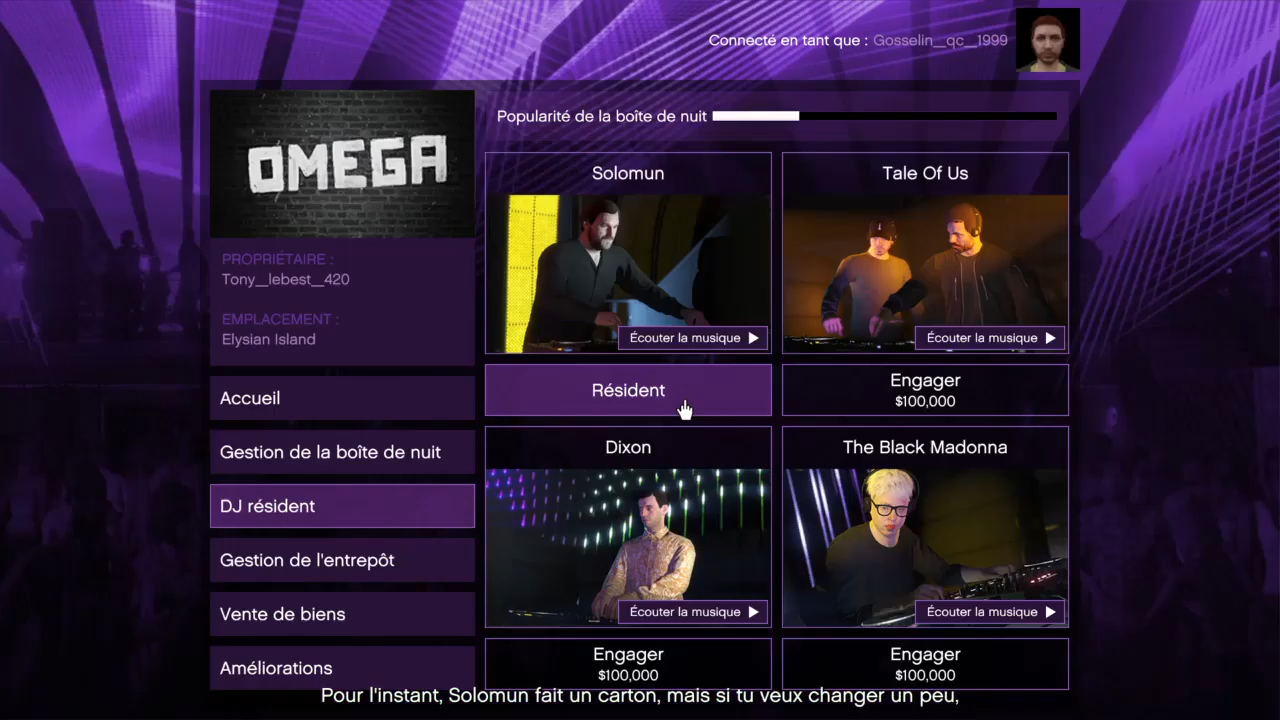 Connecté en tant que : Gosselin__qc__1999
OMEGA
PROPRIÉTAIRE :
Tony__lebest__420
EMPLACEMENT :
Elysian Island
Accueil
Gestion de la boîte de nuit
DJ résident
Gestion de l'entrepôt
Vente de biens
Améliorations
Popularité de la boîte de nuit
Solomun
Écouter la musique
Résident
Tale Of Us
Écouter la musique
Engager
$100,000
Dixon
Écouter la musique
Engager
$100,000
The Black Madonna
Écouter la musique
Engager
$100,000
Pour l'instant, Solomun fait un carton, mais si tu veux changer un peu,